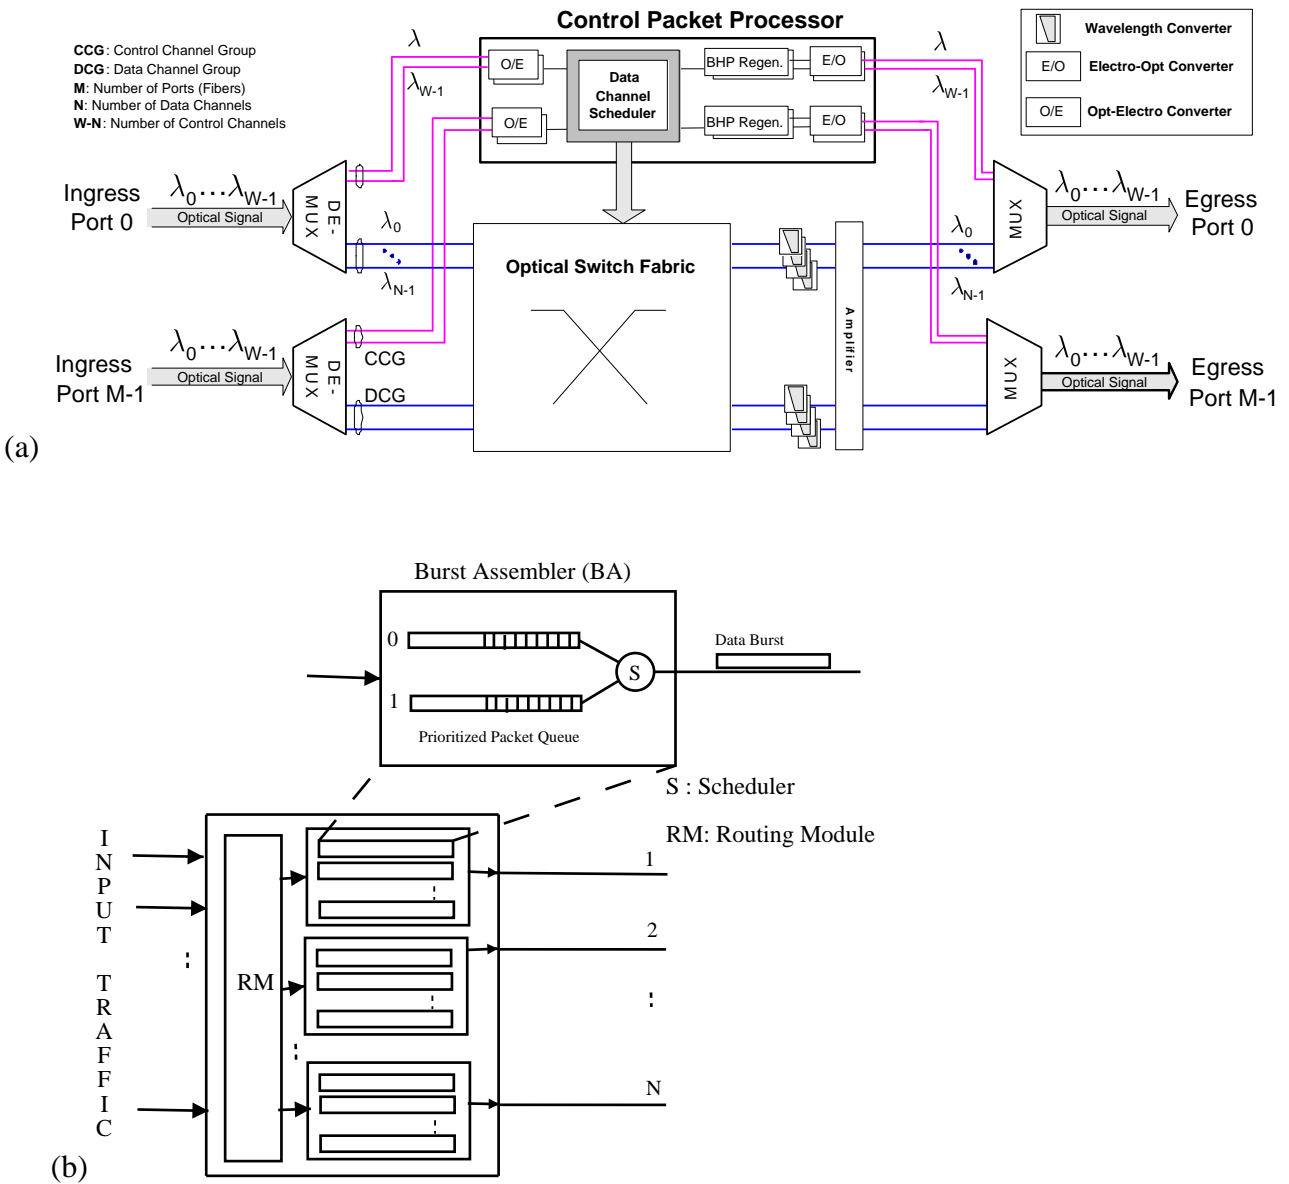 Control Packet Processor
CCG: Control Channel Group
DCG: Data Channel Group
M: Number of Ports (Fibers)
N: Number of Data Channels
W-N: Number of Control Channels
λ
λW-1
O/E
O/E
Data
Channel
Scheduler
BHP Regen.
BHP Regen.
E/O
E/O
λ
λW-1
Wavelength Converter
E/O
Electro-Opt Converter
O/E
Opt-Electro Converter
Ingress
Port 0
λ0...λW-1
Optical Signal
DE-
MUX
λ0
λN-1
Optical Switch Fabric
Amplifier
λ0
λN-1
MUX
λ0...λW-1
Optical Signal
Egress
Port 0
Ingress
Port M-1
λ0...λW-1
Optical Signal
DE-
MUX
CCG
DCG
MUX
λ0...λW-1
Optical Signal
Egress
Port M-1
(a)
Burst Assembler (BA)
0
1
S
Prioritized Packet Queue
Data Burst
S : Scheduler
RM: Routing Module
INPUT TRAFFIC
RM
1
2
N
(b)